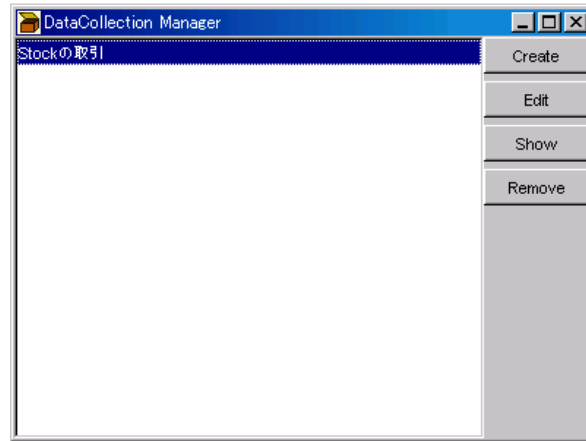 DataCollection Manager
Stockの取引
Create
Edit
Show
Remove